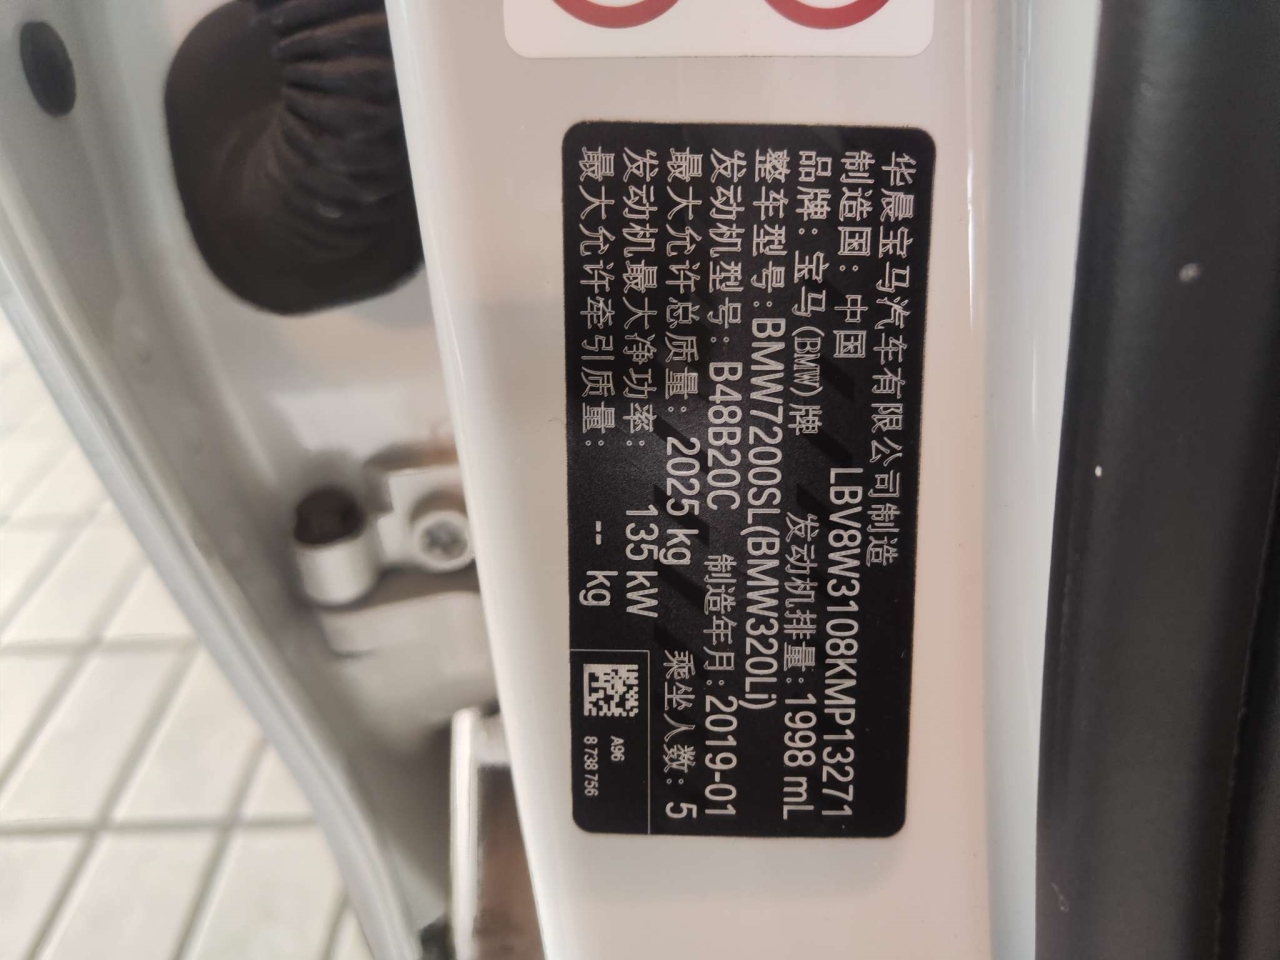 华晨宝马汽车有限公司制造
制造国：中国 LBV8W3108KMP13271
品牌：宝马(BMW)牌 发动机排量：1998 mL
整车型号：BMW7200SL(BMW320Li)
发动机型号：B48B20C 制造年月：2019-01
最大允许总质量：2025 kg 乘坐人数：5
发动机最大净功率：135 kW
最大允许牵引质量：-- kg
A96
8 738 756